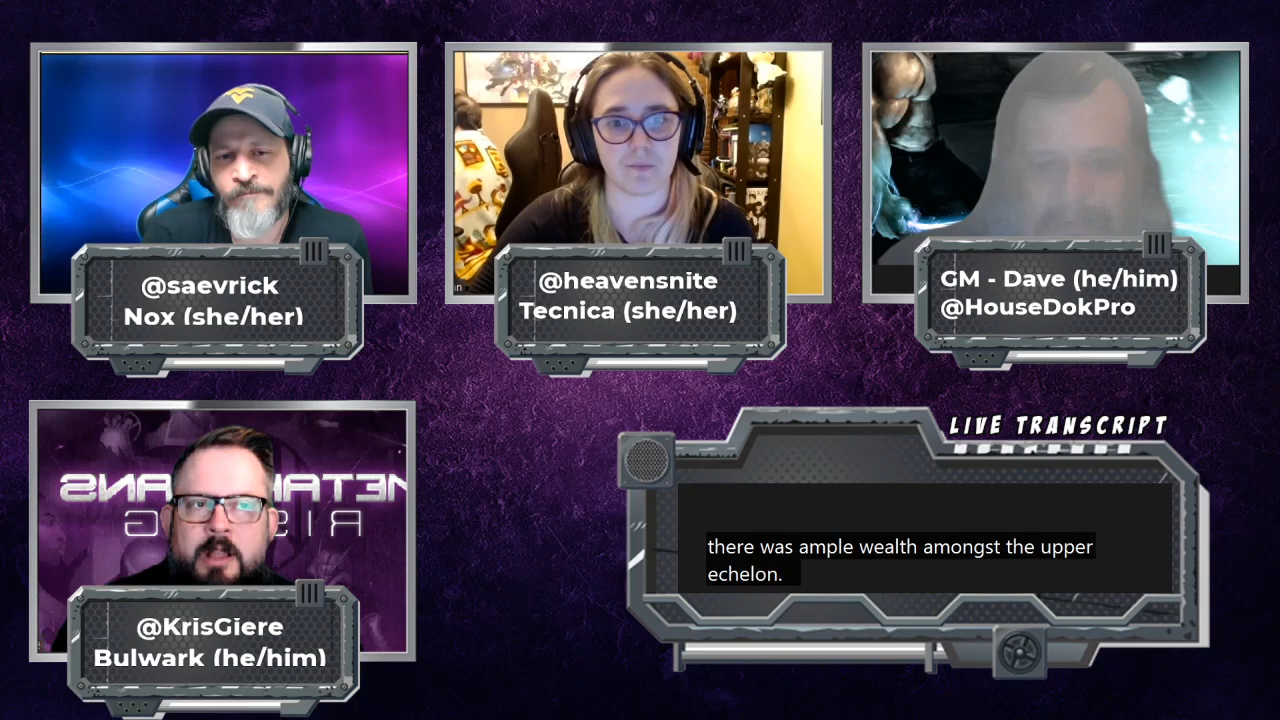 @saevrick
Nox (she/her)
@heavensnite
Tecnica (she/her)
GM - Dave (he/him)
@HouseDokPro
@KrisGiere
Bulwark (he/him)
LIVE TRANSCRIPT
there was ample wealth amongst the upper
echelon.